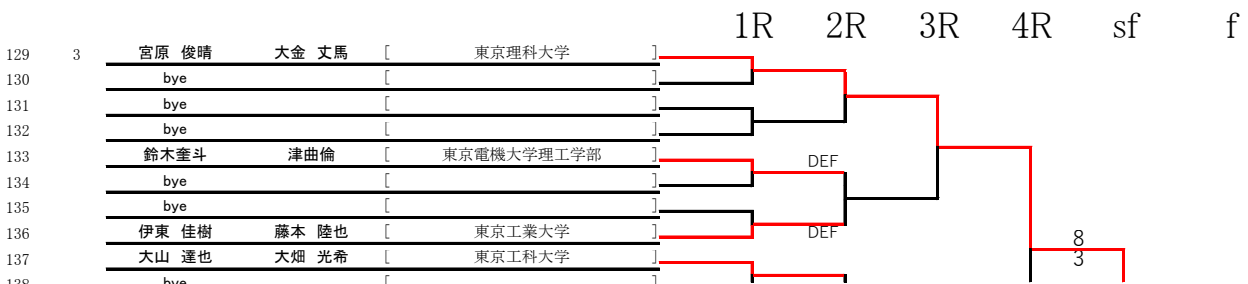 1R 2R 3R 4R sf f
129 3 宮原 俊晴 大金 丈馬 [ 東京理科大学 ]
130 bye [ ]
131 bye [ ]
132 bye [ ]
133 鈴木奎斗 津曲倫 [ 東京電機大学理工学部 ] DEF
134 bye [ ]
135 bye [ ]
136 伊東 佳樹 藤本 陸也 [ 東京工業大学 ] DEF
8
137 大山 達也 大畑 光希 [ 東京工科大学 ] 3
138 bye [ ]